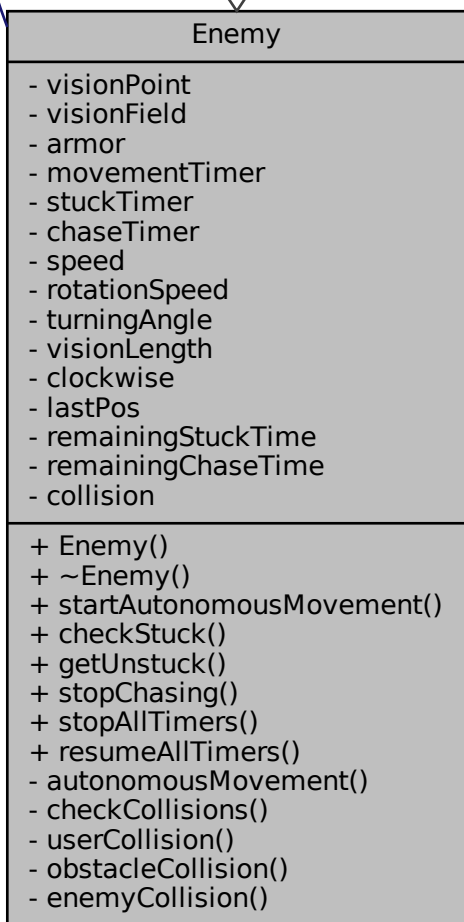 Enemy
- visionPoint
- visionField
- armor
- movementTimer
- stuckTimer
- chaseTimer
- speed
- rotationSpeed
- turningAngle
- visionLength
- clockwise
- lastPos
- remainingStuckTime
- remainingChaseTime
- collision
+ Enemy()
+ ~Enemy()
+ startAutonomousMovement()
+ checkStuck()
+ getUnstuck()
+ stopChasing()
+ stopAllTimers()
+ resumeAllTimers()
- autonomousMovement()
- checkCollisions()
- userCollision()
- obstacleCollision()
- enemyCollision()